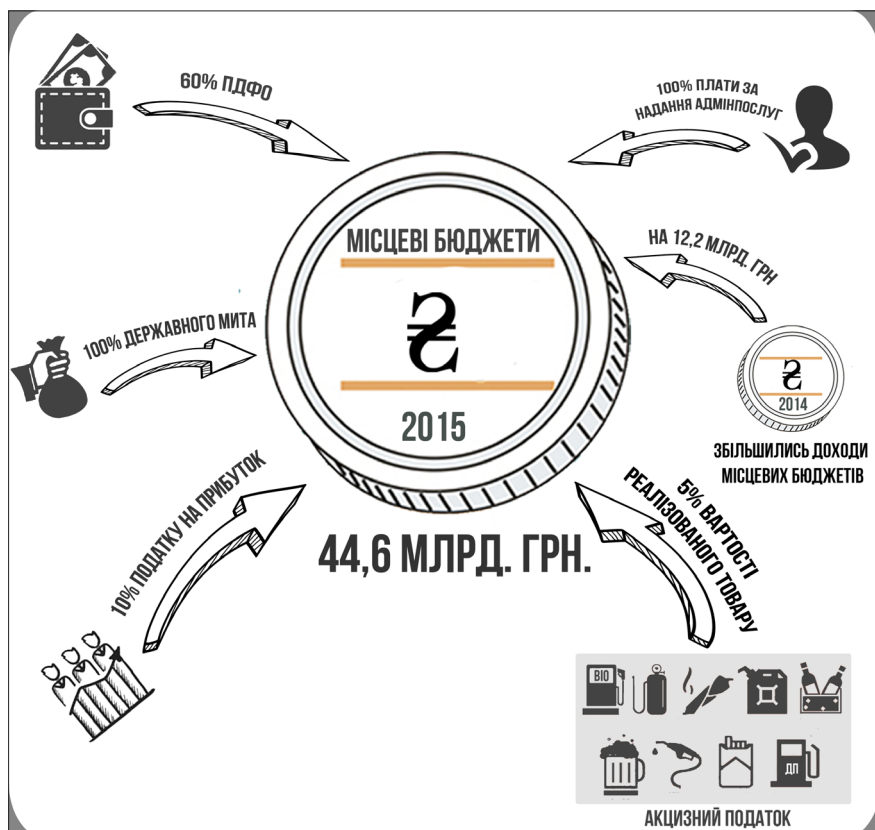 60% ПДФО
100% ПЛАТИ ЗА
НАДАННЯ АДМІНПОСЛУГ
МІСЦЕВІ БЮДЖЕТИ
₴
2015
НА 12,2 МЛРД. ГРН
₴
2014
ЗБІЛЬШИЛИСЬ ДОХОДИ
МІСЦЕВИХ БЮДЖЕТІВ
100% ДЕРЖАВНОГО МИТА
10% ПОДАТКУ НА ПРИБУТОК
44,6 МЛРД. ГРН.
5% ВАРТОСТІ
РЕАЛІЗОВАНОГО ТОВАРУ
BIO
ДП
АКЦИЗНИЙ ПОДАТОК